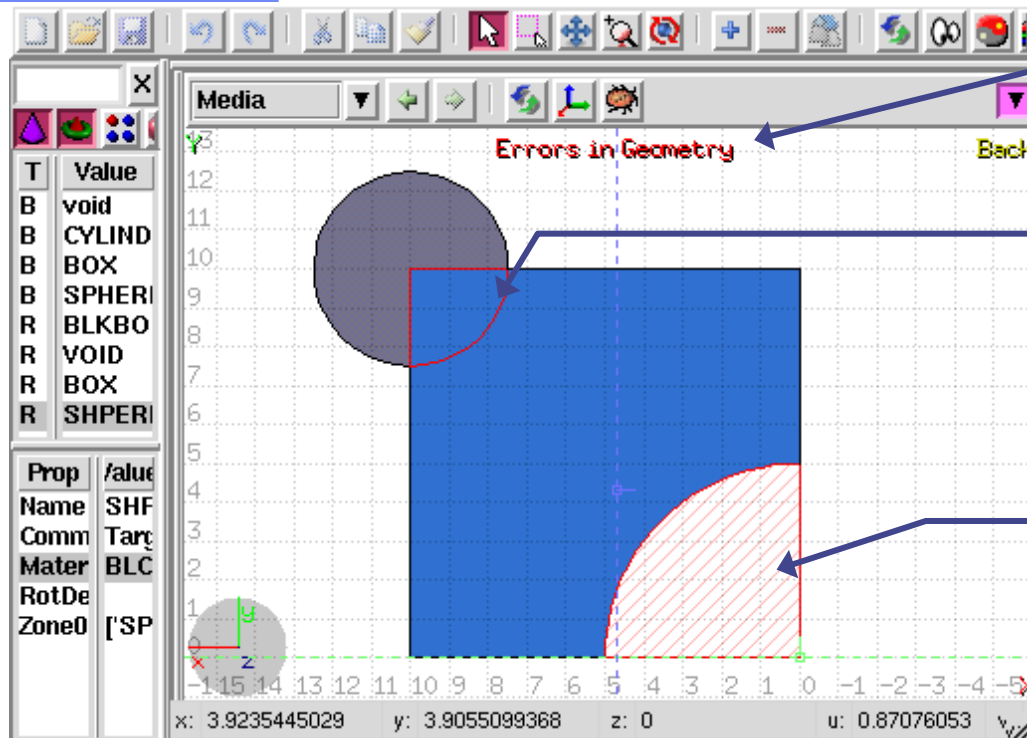 Media
Errors in Geometry
Back
T Value
B void
B CYLIND
B BOX
B SPHERI
R BLKBO
R VOID
R BOX
R SHPERI
Prop /alue
Name SHF
Comm Targ
Mater BLC
RotDe
Zone0 ['SP
Y
13
12
11
10
9
8
7
6
5
4
3
2
1
0
y
x z
15 14 13 12 11 10 9 8 7 6 5 4 3 2 1 0 -1 -2 -3 -4 -5
x: 3.9235445029 y: 3.9055099368 z: 0 u: 0.87076053